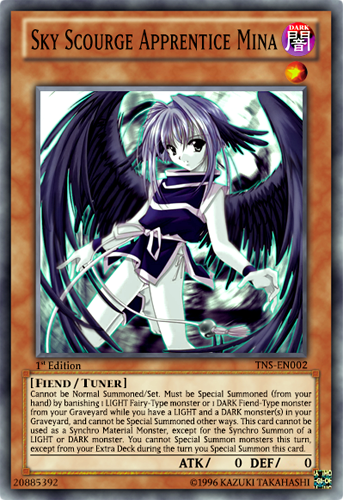 SKY SCOURGE APPRENTICE MINA
DARK
闇
1st Edition
TNS-EN002
[FIEND / TUNER]
Cannot be Normal Summoned/Set. Must be Special Summoned (from your
hand) by banishing 1 LIGHT Fairy-Type monster or 1 DARK Fiend-Type monster
from your Graveyard while you have a LIGHT and a DARK monster(s) in your
Graveyard, and cannot be Special Summoned other ways. This card cannot be
used as a Synchro Material Monster, except for the Synchro Summon of a
LIGHT or DARK monster. You cannot Special Summon monsters this turn,
except from your Extra Deck during the turn you Special Summon this card.
ATK/ 0 DEF/ 0
20885392
©1996 KAZUKI TAKAHASHI